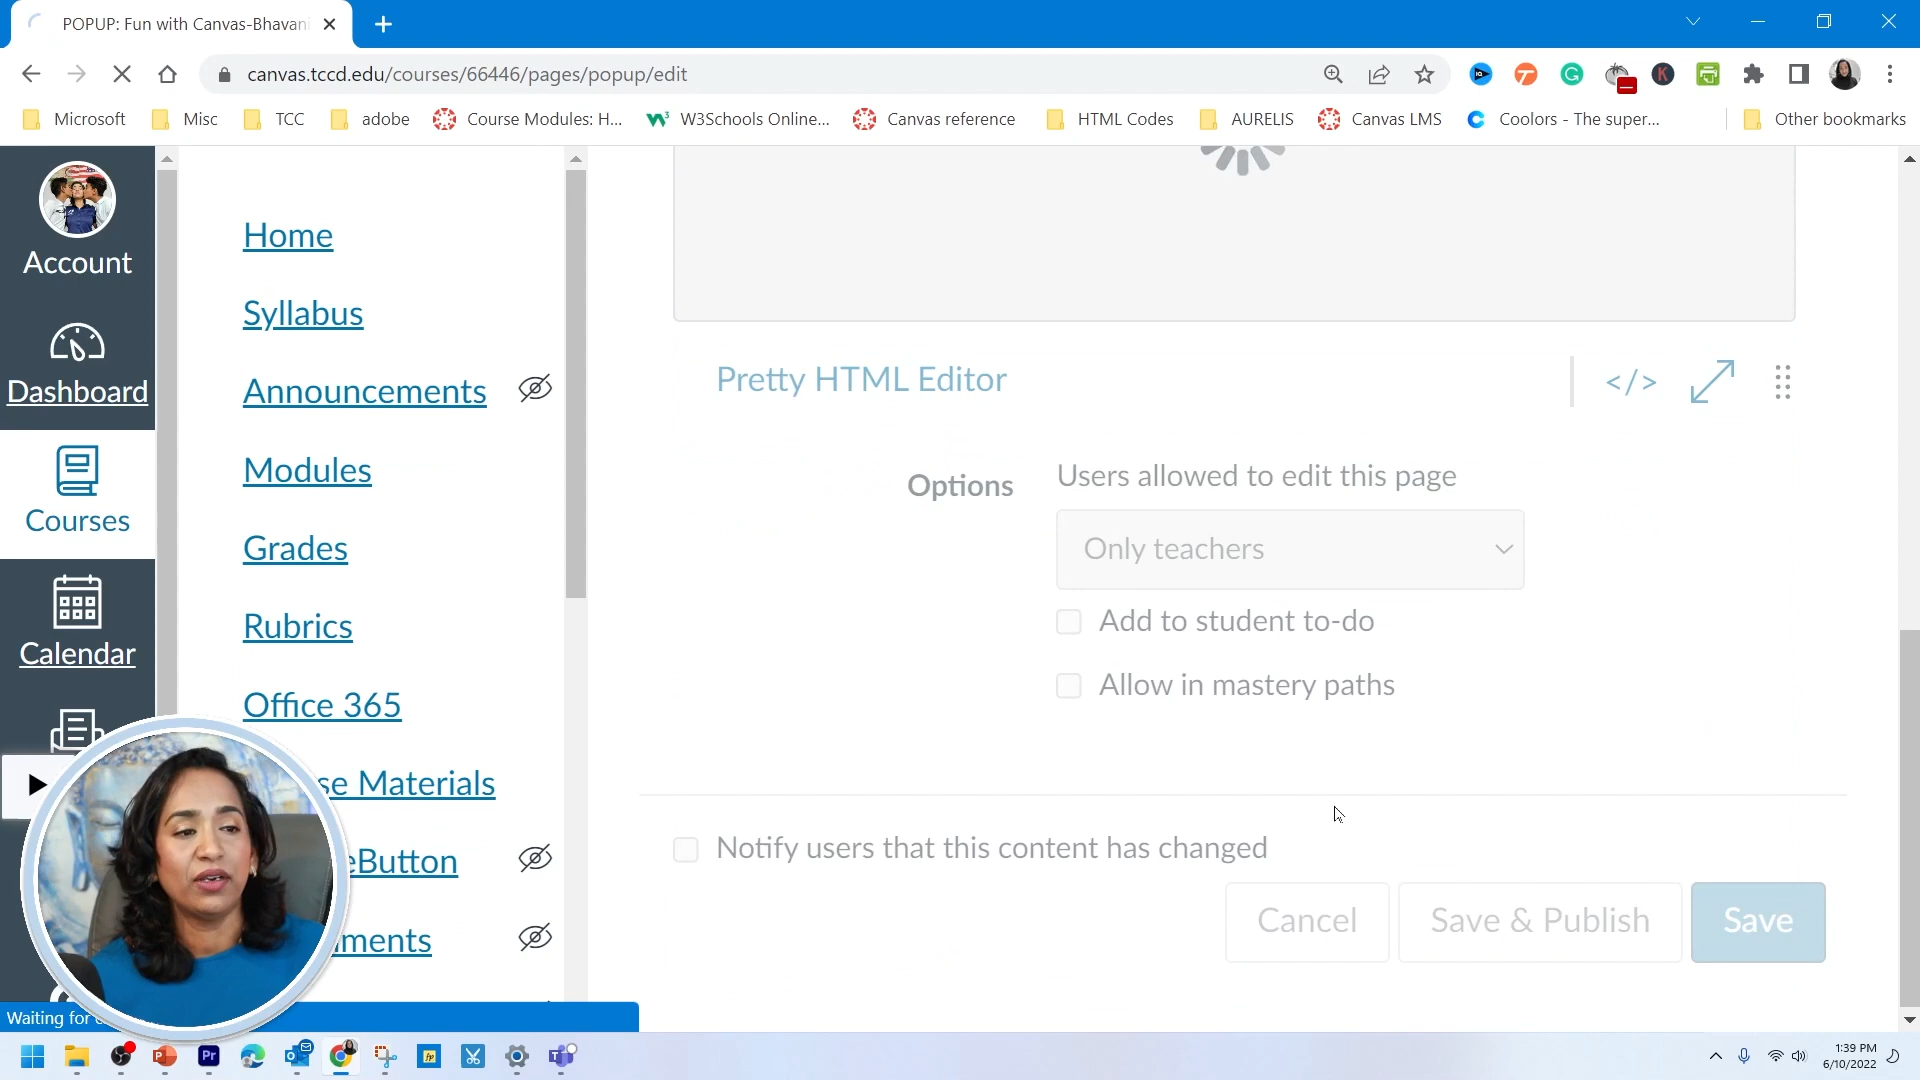 POPUP: Fun with Canvas-Bhavani
canvas.tccd.edu/courses/66446/pages/popup/edit
Microsoft
Misc
TCC
adobe
Course Modules: H...
W3Schools Online...
Canvas reference
HTML Codes
AURELIS
Canvas LMS
Coolors - The super...
Other bookmarks
Account
Dashboard
Courses
Calendar
Home
Syllabus
Announcements
Modules
Grades
Rubrics
Office 365
se Materials
eButton
nments
Pretty HTML Editor
</>
Options
Users allowed to edit this page
Only teachers
Add to student to-do
Allow in mastery paths
Notify users that this content has changed
Cancel
Save & Publish
Save
Waiting for
1:39 PM
6/10/2022